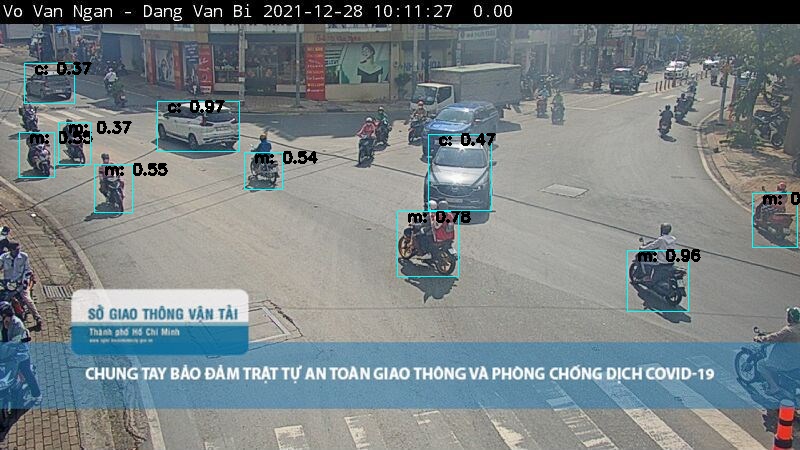 Vo Van Ngan - Dang Van Bi 2021-12-28 10:11:27 0.00
c: 0.37
c: 0.97
m: 0.37
c: 0.47
m: 0.54
m: 0.55
m: 0.78
m: 0.96
SỞ GIAO THÔNG VẬN TẢI
Thành phố Hồ Chí Minh
CHUNG TAY BẢO ĐẢM TRẬT TỰ AN TOÀN GIAO THÔNG VÀ PHÒNG CHỐNG DỊCH COVID-19